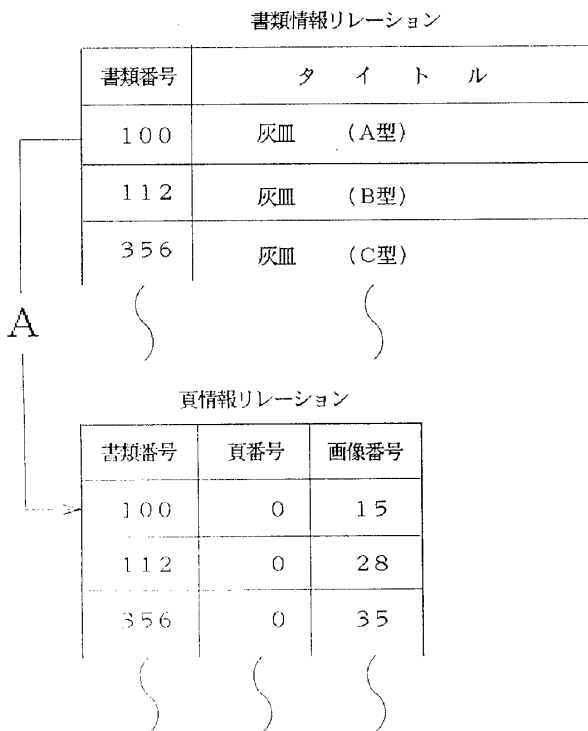 書類情報リレーション
書類番号 タイトル
100 灰皿 (A型)
112 灰皿 (B型)
356 灰皿 (C型)
A
頁情報リレーション
書類番号 頁番号 画像番号
100 0 15
112 0 28
356 0 35